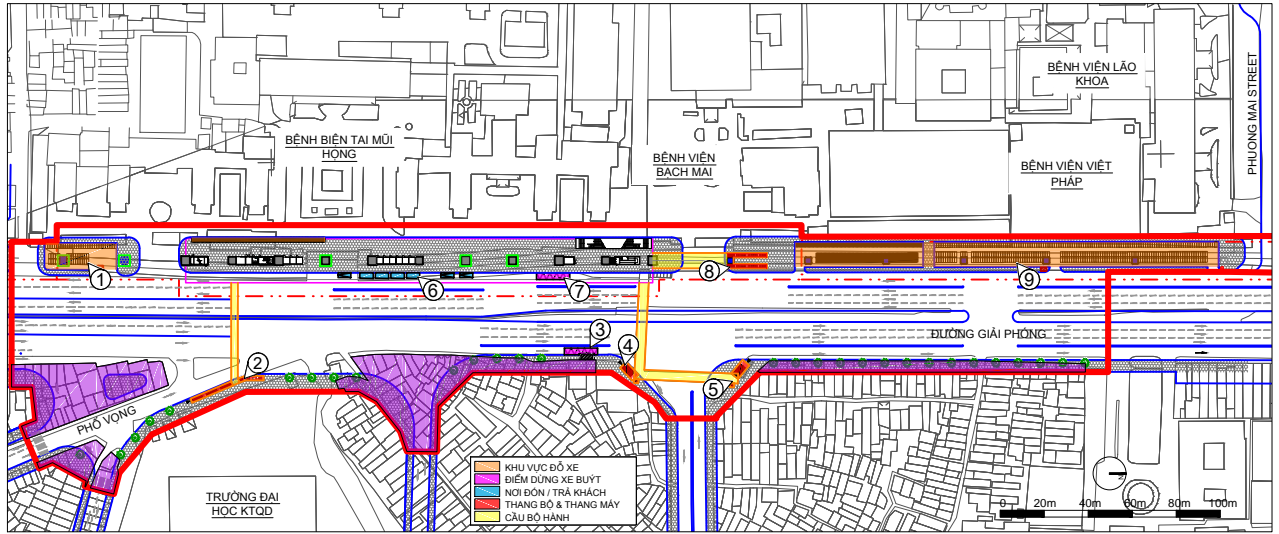 BỆNH VIỆN LÃO
KHOA
PHUONG MAI STREET
BỆNH BIỆN TAI MŨI
HỌNG
BỆNH VIỆN
BẠCH MAI
BỆNH VIỆN VIỆT
PHÁP
1
6
7
8
9
3
ĐƯỜNG GIẢI PHÓNG
4
2
5
PHỐ VỌNG
TRƯỜNG ĐẠI
HỌC KTQD
KHU VỰC ĐỖ XE
ĐIỂM DỪNG XE BUÝT
NƠI ĐÓN / TRẢ KHÁCH
THANG BỘ & THANG MÁY
CẦU BỘ HÀNH
0 20m 40m 60m 80m 100m